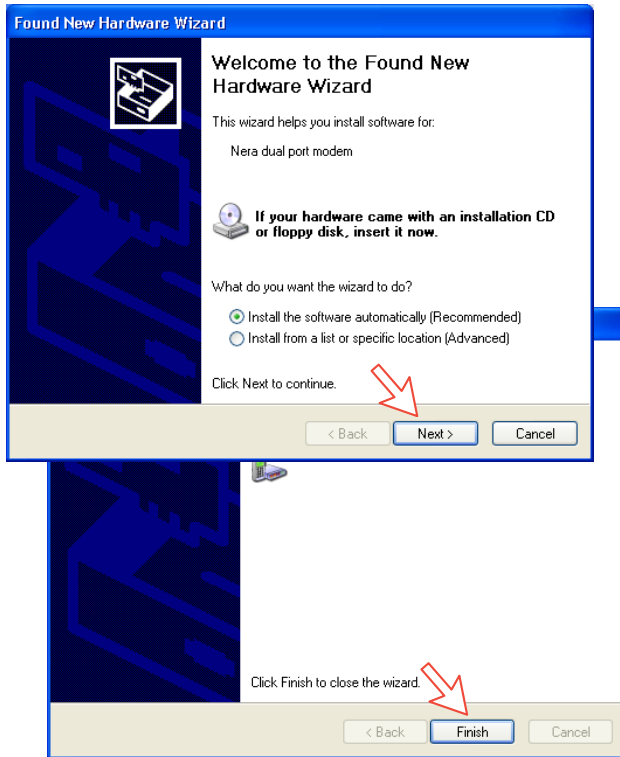 Found New Hardware Wizard
Welcome to the Found New
Hardware Wizard
This wizard helps you install software for:
Nera dual port modem
If your hardware came with an installation CD
or floppy disk, insert it now.
What do you want the wizard to do?
Install the software automatically (Recommended)
Install from a list or specific location (Advanced)
Click Next to continue.
< Back Next > Cancel
Click Finish to close the wizard.
< Back Finish Cancel